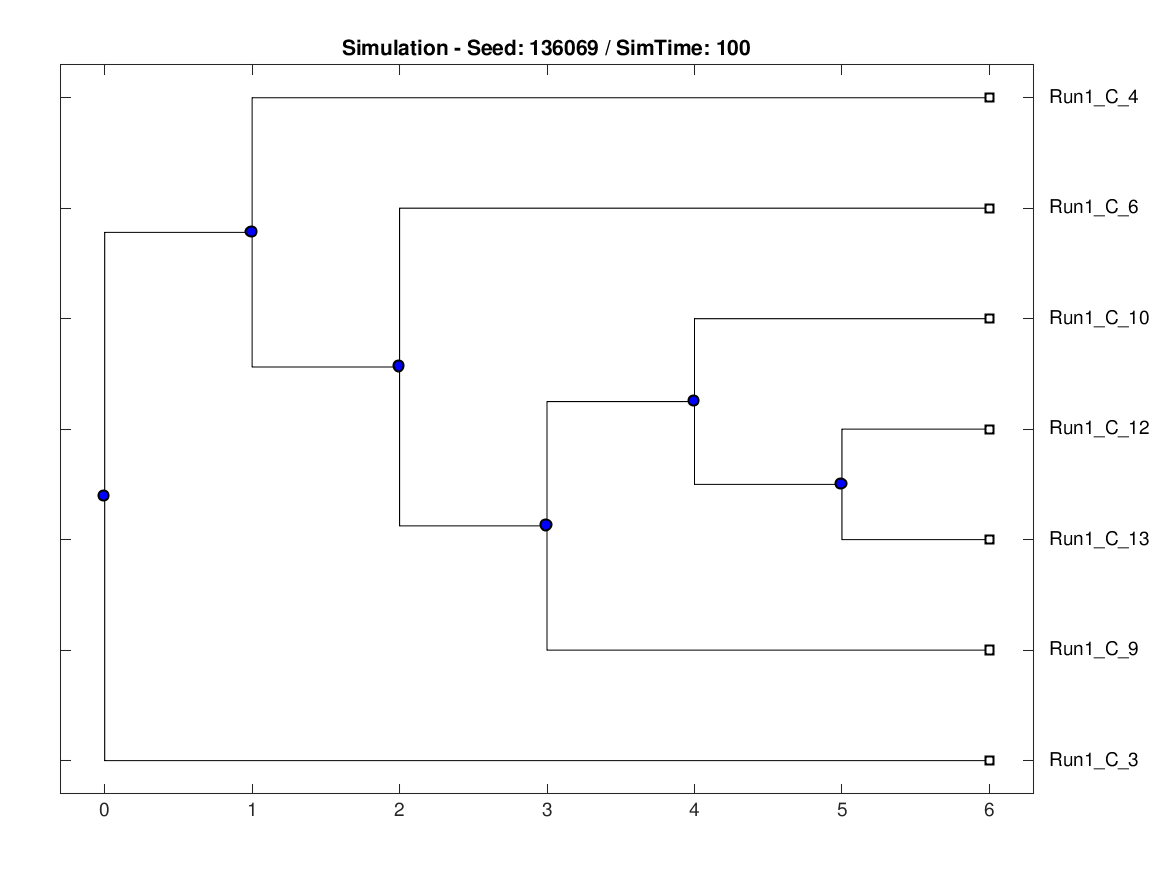 Simulation - Seed: 136069 / SimTime: 100
Run1_C_4
Run1_C_6
Run1_C_10
Run1_C_12
Run1_C_13
Run1_C_9
Run1_C_3
0 1 2 3 4 5 6